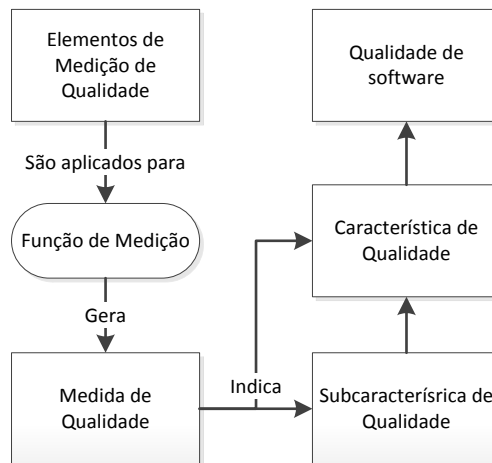 Elementos de
Medição de
Qualidade
São aplicados para
Função de Medição
Gera
Medida de
Qualidade
Indica
Qualidade de
software
Característica de
Qualidade
Subcaracterísrica de
Qualidade